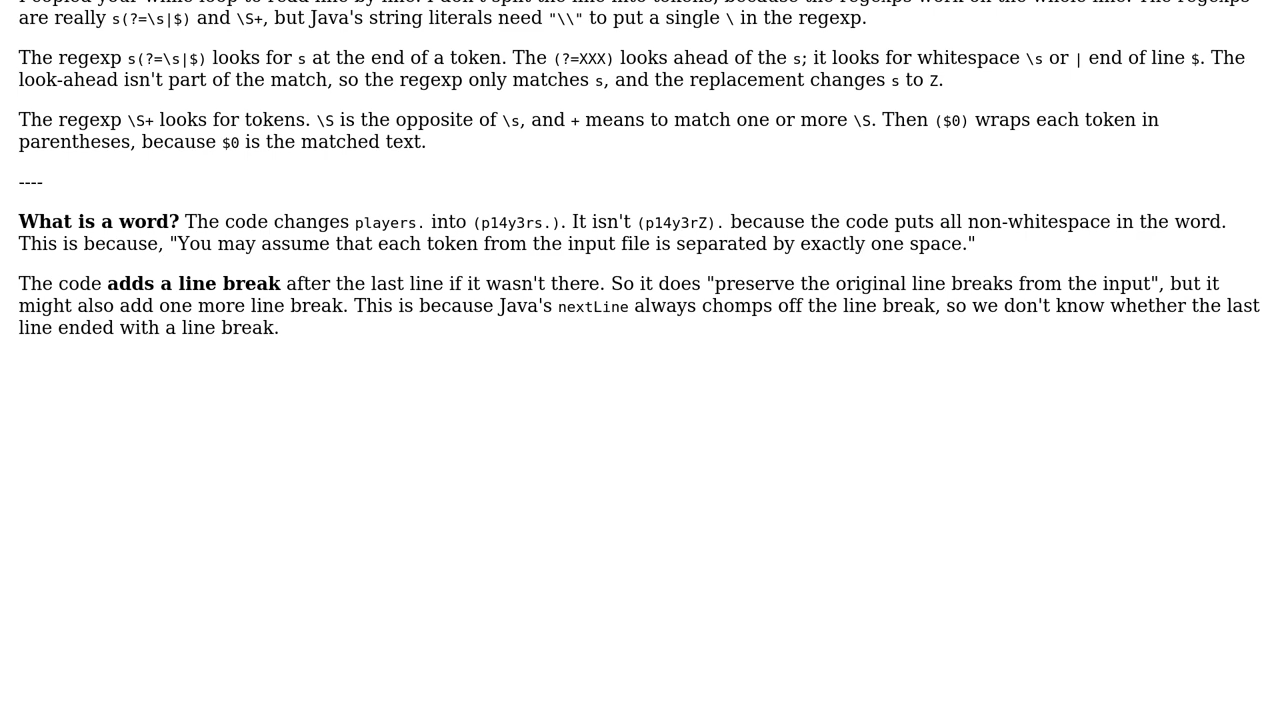 are really s(?=\s|$) and \S+, but Java's string literals need "\\" to put a single \ in the regexp.
The regexp s(?=\s|$) looks for s at the end of a token. The (?=XXX) looks ahead of the s; it looks for whitespace \s or | end of line $. The
look-ahead isn't part of the match, so the regexp only matches s, and the replacement changes s to Z.
The regexp \S+ looks for tokens. \S is the opposite of \s, and + means to match one or more \S. Then ($0) wraps each token in
parentheses, because $0 is the matched text.
----
What is a word? The code changes players. into (p14y3rs.). It isn't (p14y3rZ). because the code puts all non-whitespace in the word.
This is because, "You may assume that each token from the input file is separated by exactly one space."
The code adds a line break after the last line if it wasn't there. So it does "preserve the original line breaks from the input", but it
might also add one more line break. This is because Java's nextLine always chomps off the line break, so we don't know whether the last
line ended with a line break.